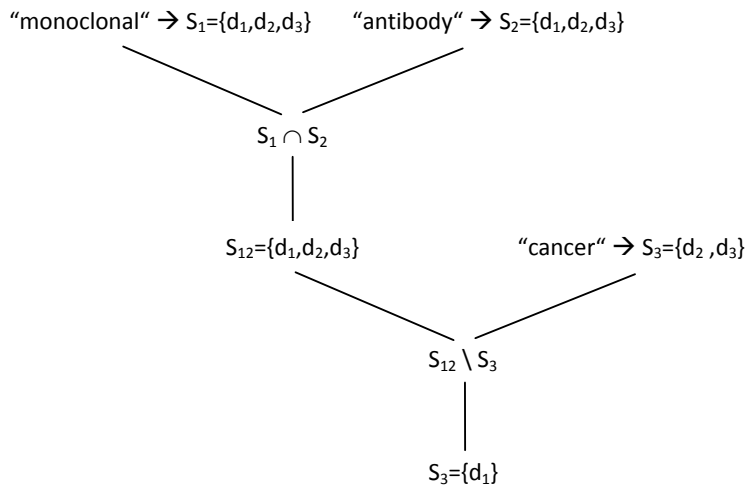 “monoclonal“ → S₁={d₁,d₂,d₃} “antibody“ → S₂={d₁,d₂,d₃}
S₁ ∩ S₂
S₁₂={d₁,d₂,d₃} “cancer“ → S₃={d₂ ,d₃}
S₁₂ \ S₃
S₃={d₁}